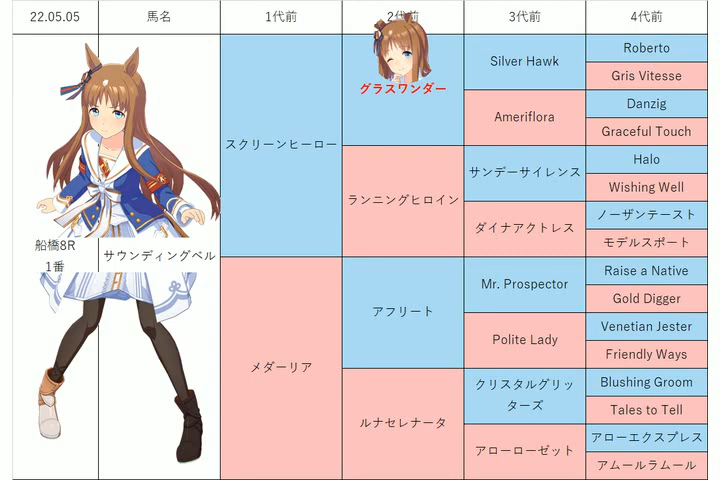 22.05.05 馬名 1代前 2代前 3代前 4代前
船橋8R
1番
サウンディングベル
スクリーンヒーロー
メダーリア
グラスワンダー
ランニングヒロイン
アフリート
ルナセレナータ
Silver Hawk
Ameriflora
サンデーサイレンス
ダイナアクトレス
Mr. Prospector
Polite Lady
クリスタルグリッ
ターズ
アローローゼット
Roberto
Gris Vitesse
Danzig
Graceful Touch
Halo
Wishing Well
ノーザンテースト
モデルスポート
Raise a Native
Gold Digger
Venetian Jester
Friendly Ways
Blushing Groom
Tales to Tell
アローエクスプレス
アムールラムール